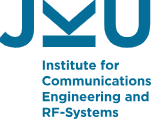 JKU
Institute for
Communications
Engineering and
RF-Systems